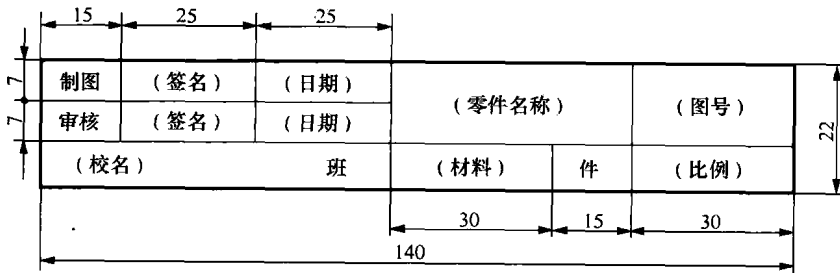 15 25 25
7 制图 (签名) (日期) (零件名称) (图号) 22
7 审核 (签名) (日期)
(校名) 班 (材料) 件 (比例)
30 15 30
140